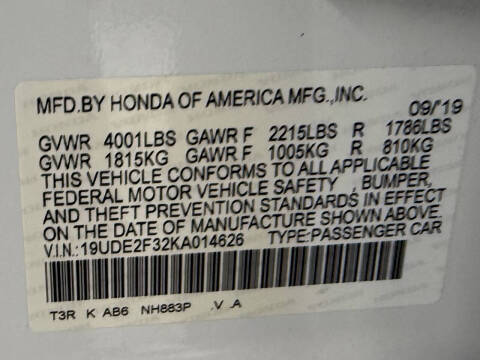 MFD.BY HONDA OF AMERICA MFG.,INC. 09/'19
GVWR 4001LBS GAWR F 2215LBS R 1786LBS
GVWR 1815KG GAWR F 1005KG R 810KG
THIS VEHICLE CONFORMS TO ALL APPLICABLE
FEDERAL MOTOR VEHICLE SAFETY , BUMPER,
AND THEFT PREVENTION STANDARDS IN EFFECT
ON THE DATE OF MANUFACTURE SHOWN ABOVE.
V.I.N.: 19UDE2F32KA014626 TYPE:PASSENGER CAR
T3R K AB6 NH883P .V .A